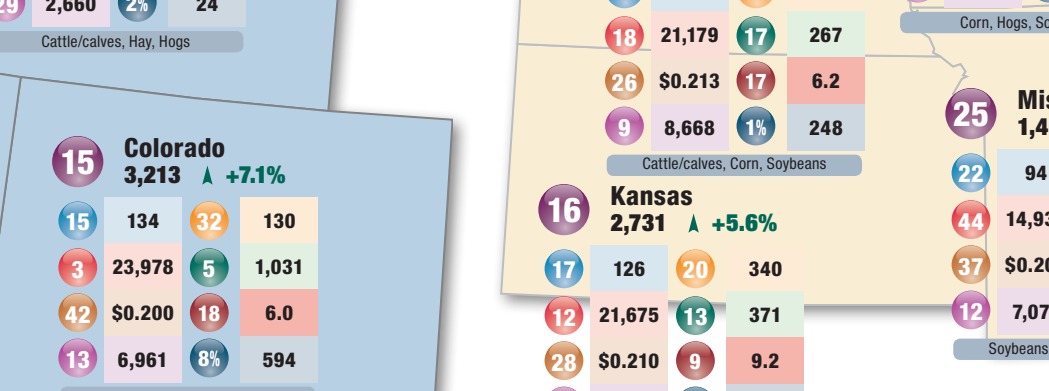 29 2,660 2% 24
Cattle/calves, Hay, Hogs
15 Colorado
3,213 +7.1%
15 134 32 130
3 23,978 5 1,031
42 $0.200 18 6.0
13 6,961 8% 594
18 21,179 17 267
26 $0.213 17 6.2
9 8,668 1% 248
Cattle/calves, Corn, Soybeans
16 Kansas
2,731 +5.6%
17 126 20 340
12 21,675 13 371
28 $0.210 9 9.2
Corn, Hogs,
25
22 94
44
37
12
Soybeans